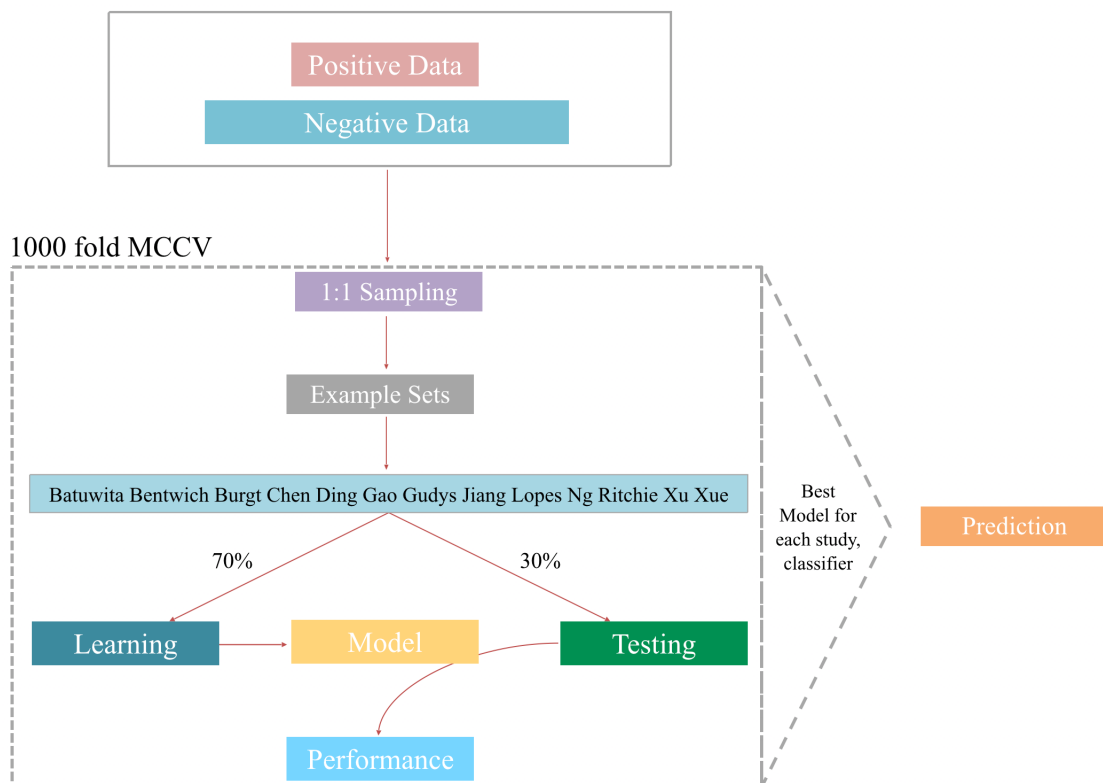 Positive Data
Negative Data
1000 fold MCCV
1:1 Sampling
Example Sets
Batuwita Bentwich Burgt Chen Ding Gao Gudys Jiang Lopes Ng Ritchie Xu Xue
70%
30%
Learning
Model
Testing
Performance
Best
Model for
each study,
classifier
Prediction